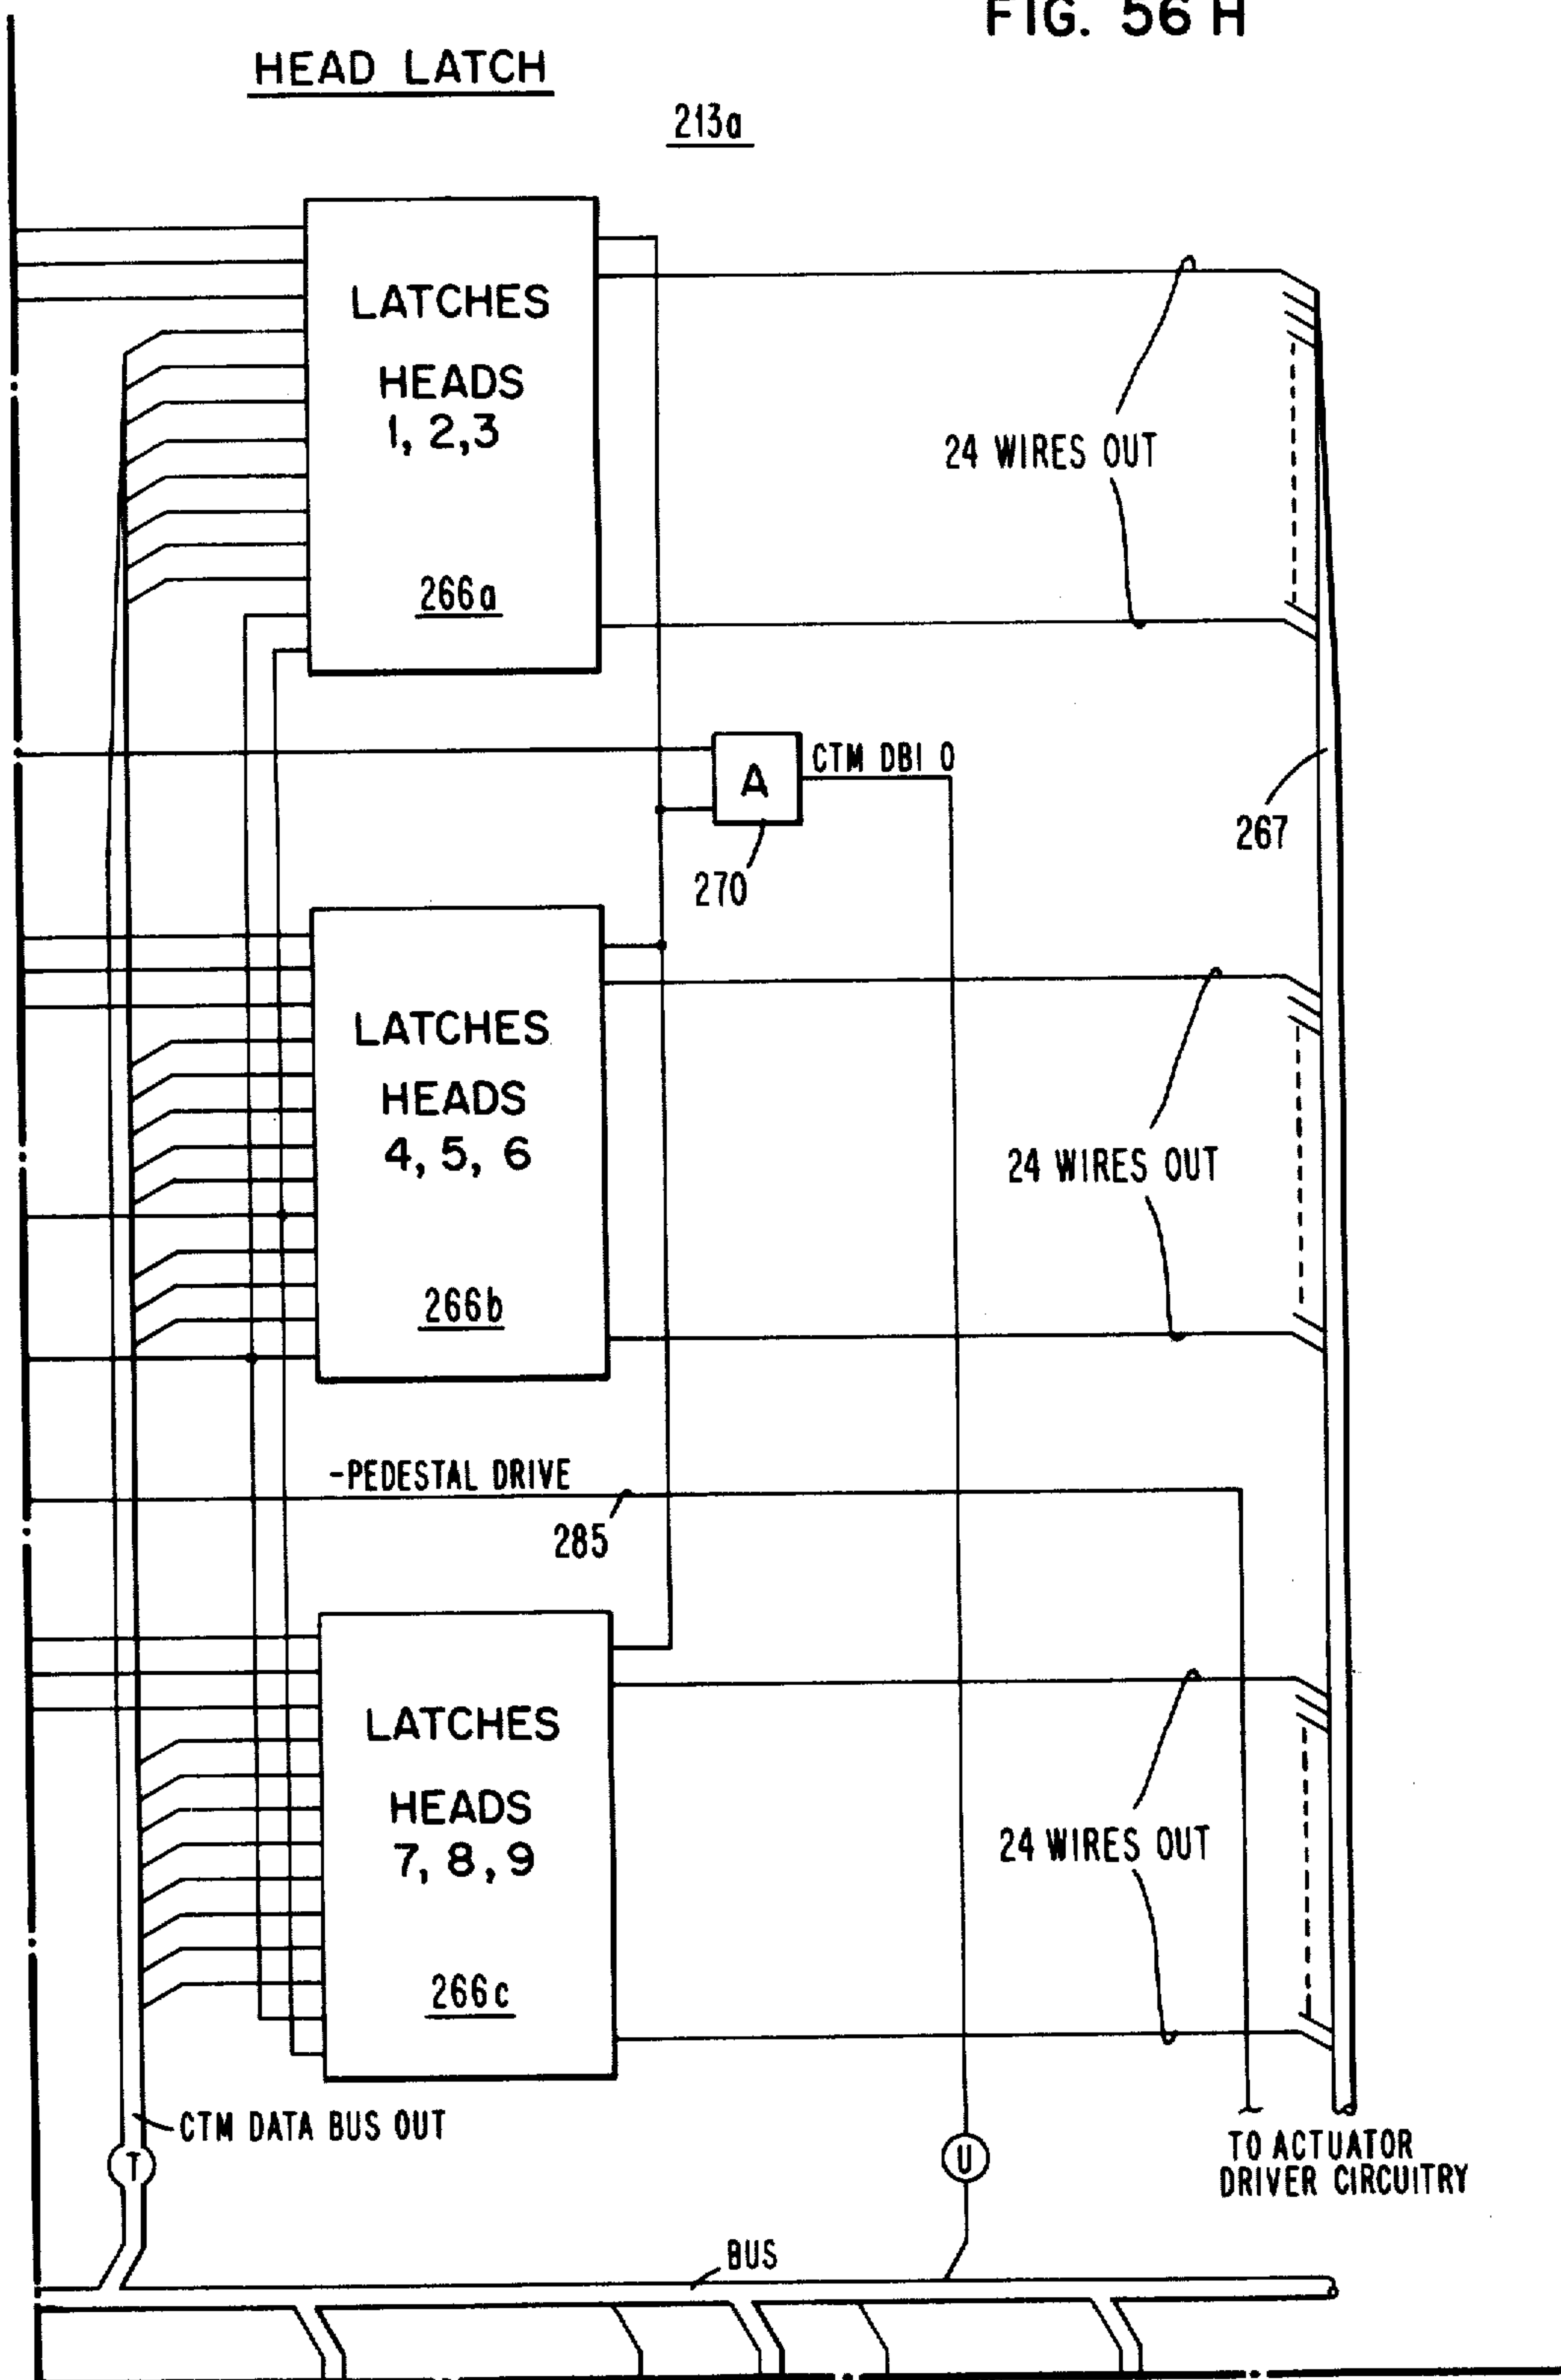 FIG. 56 H
HEAD LATCH
213a
LATCHES
HEADS
1, 2, 3
266a
24 WIRES OUT
CTM DBI 0
A
270
267
LATCHES
HEADS
4, 5, 6
266b
24 WIRES OUT
-PEDESTAL DRIVE
285
LATCHES
HEADS
7, 8, 9
266c
24 WIRES OUT
CTM DATA BUS OUT
T
U
TO ACTUATOR
DRIVER CIRCUITRY
BUS